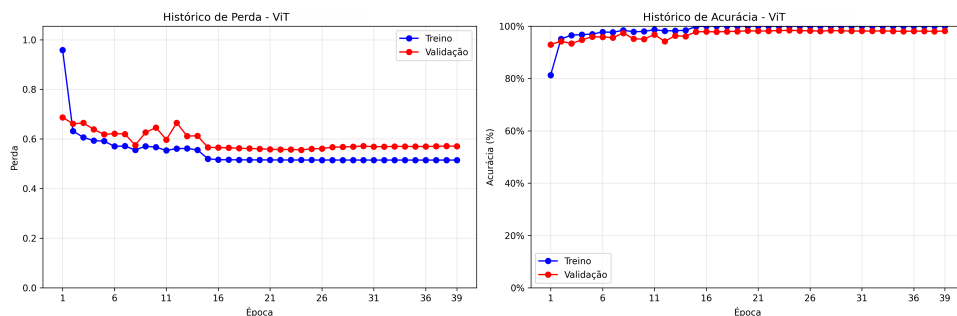 Histórico de Perda - ViT
1.0
0.8
0.6
0.4
0.2
0.0
Perda
Treino
Validação
1 6 11 16 21 26 31 36 39
Época
Histórico de Acurácia - ViT
100%
80%
60%
40%
20%
0%
Acurácia (%)
Treino
Validação
1 6 11 16 21 26 31 36 39
Época